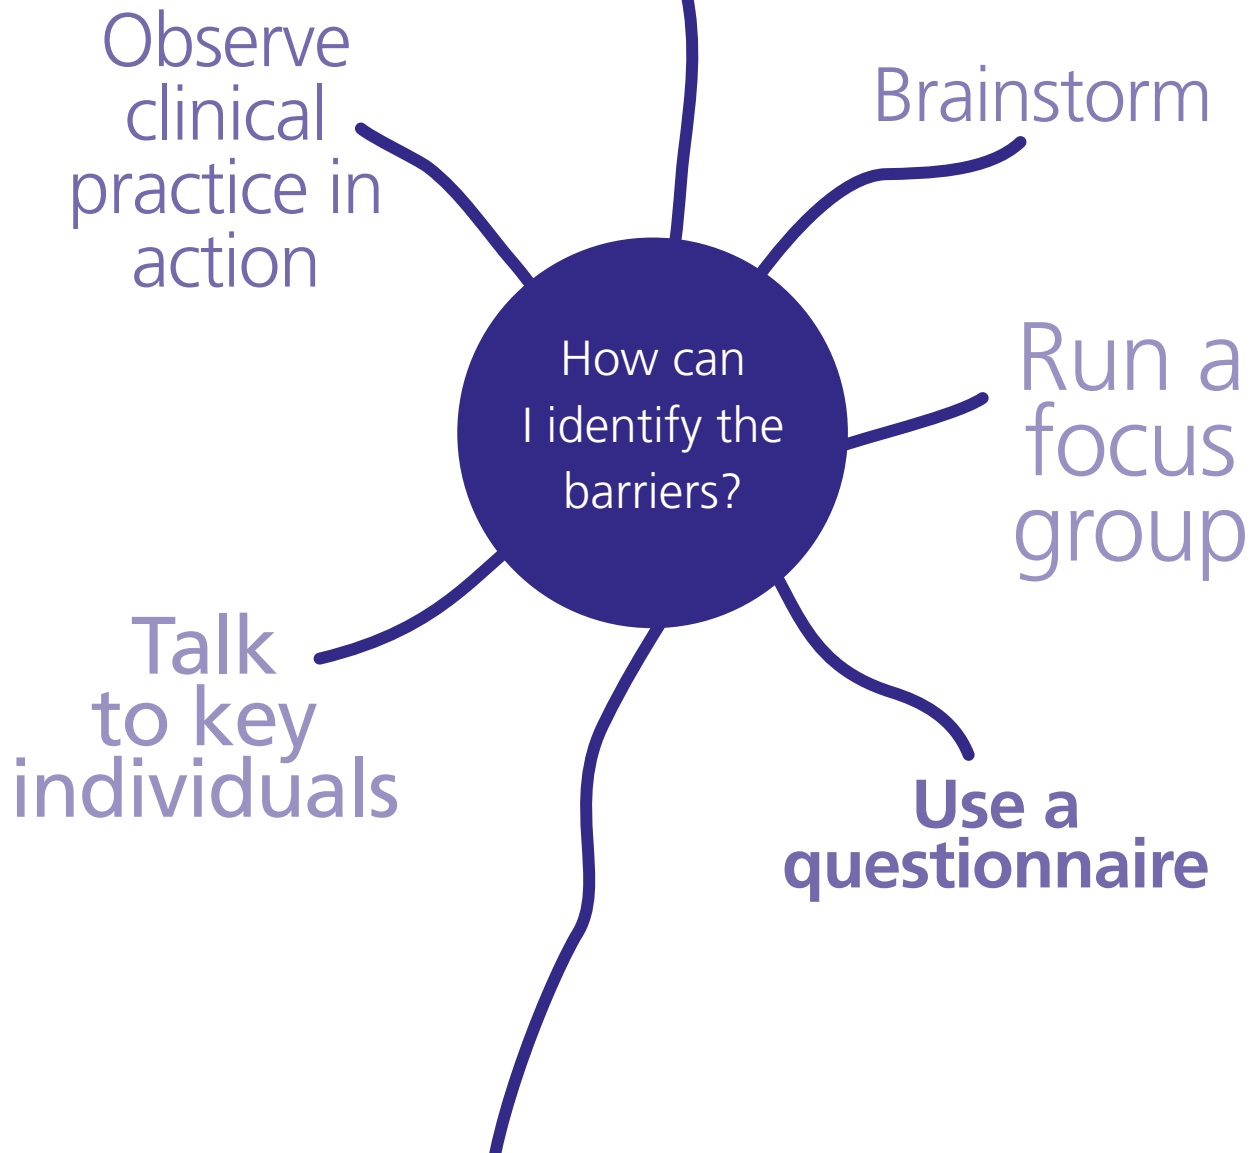 Observe
clinical
practice in
action
Brainstorm
How can
I identify the
barriers?
Run a
focus
group
Talk
to key
individuals
Use a
questionnaire